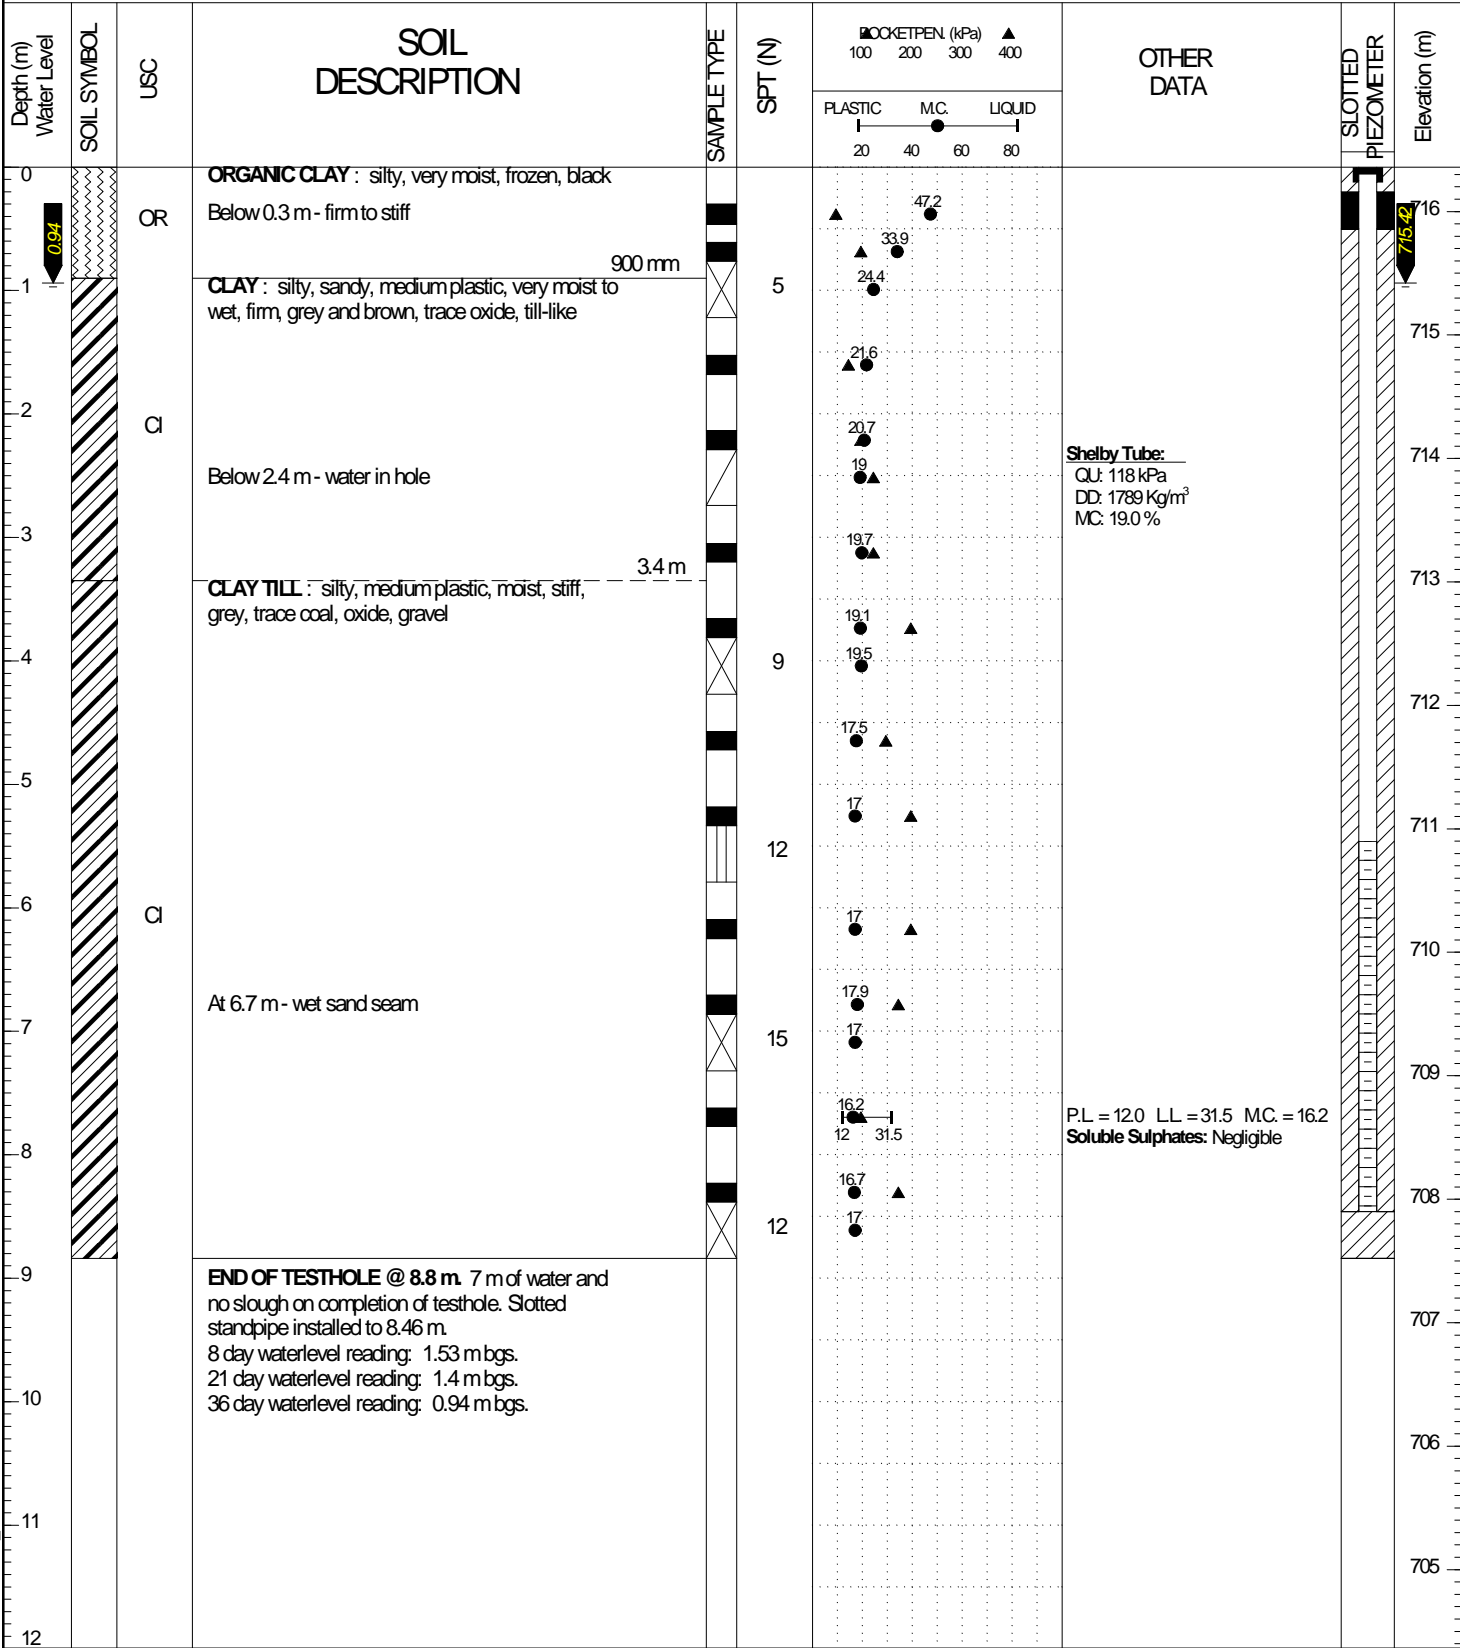 Depth (m)
Water Level
SOIL SYMBOL
USC
SOIL
DESCRIPTION
SAMPLE TYPE
SPT (N)
▲ POCKETPEN. (kPa) ▲
100 200 300 400
PLASTIC M.C. LIQUID
20 40 60 80
OTHER
DATA
SLOTTED
PIEZOMETER
Elevation (m)
0
ORGANIC CLAY : silty, very moist, frozen, black
OR
Below 0.3 m - firm to stiff
47.2
716
0.94
33.9
715.42
900 mm
24.4
1
CLAY : silty, sandy, medium plastic, very moist to
wet, firm, grey and brown, trace oxide, till-like
5
715
21.6
2
CI
20.7
Shelby Tube:
714
19
Below 2.4 m - water in hole
QU: 118 kPa
DD: 1789 Kg/m³
MC: 19.0 %
3
19.7
3.4 m
713
CLAY TILL : silty, medium plastic, moist, stiff,
grey, trace coal, oxide, gravel
19.1
4
19.5
9
712
17.5
5
17
711
12
6
CI
17
710
At 6.7 m - wet sand seam
17.9
7
17
15
709
16.2
12 31.5
P.L. = 12.0 L.L. = 31.5 M.C. = 16.2
Soluble Sulphates: Negligible
8
16.7
708
17
12
9
END OF TESTHOLE @ 8.8 m. 7 m of water and
no slough on completion of testhole. Slotted
standpipe installed to 8.46 m.
707
8 day waterlevel reading: 1.53 m bgs.
21 day waterlevel reading: 1.4 m bgs.
36 day waterlevel reading: 0.94 m bgs.
10
706
11
705
12